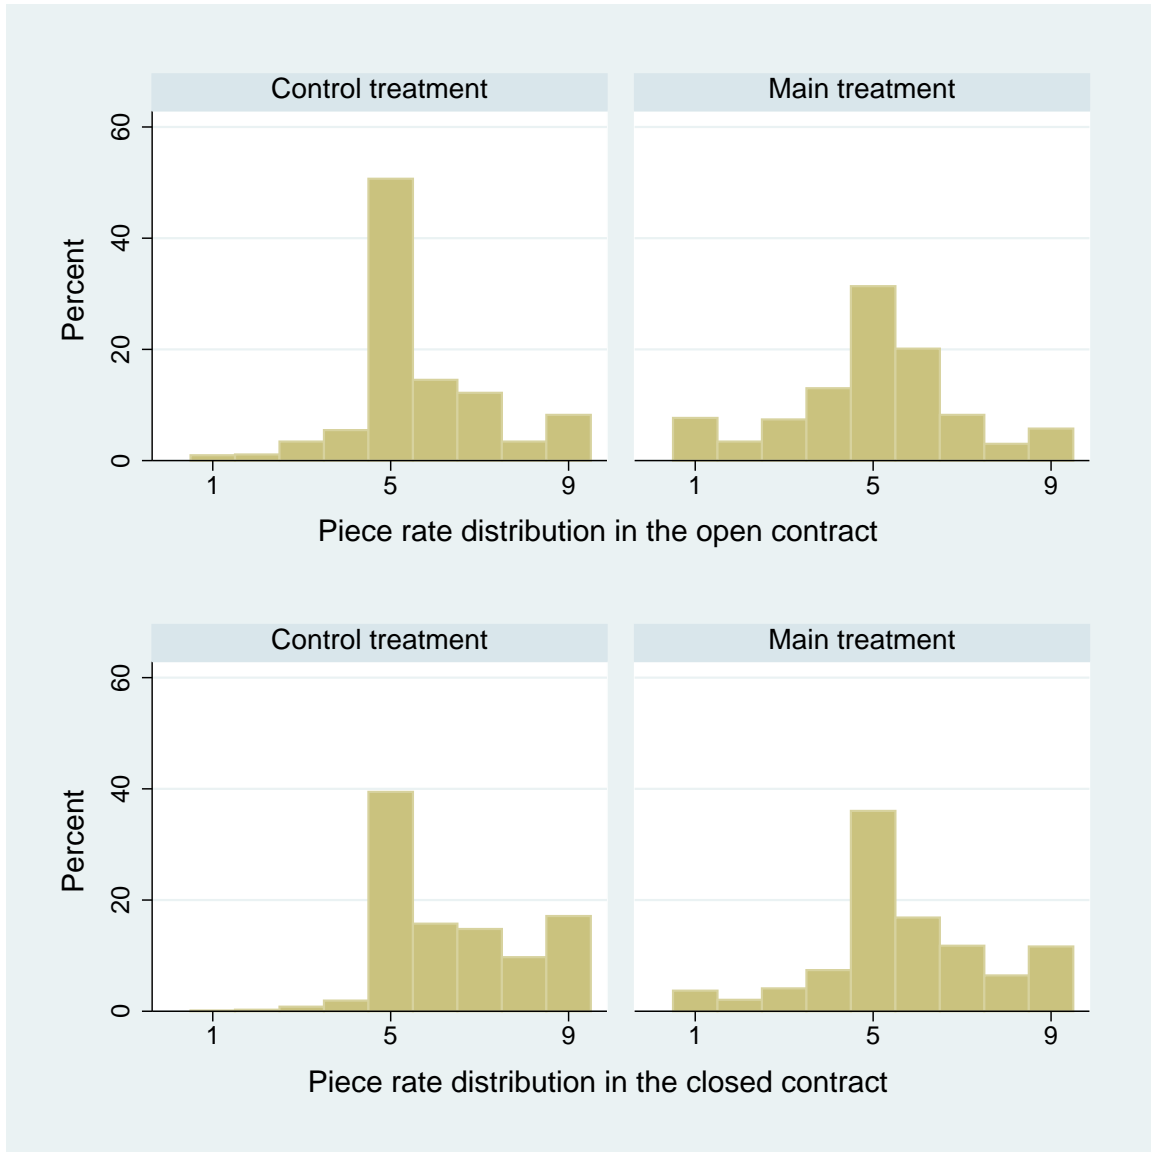 Control treatment
Main treatment
Percent
60
40
20
0
1 5 9
1 5 9
Piece rate distribution in the open contract
Control treatment
Main treatment
Percent
60
40
20
0
1 5 9
1 5 9
Piece rate distribution in the closed contract